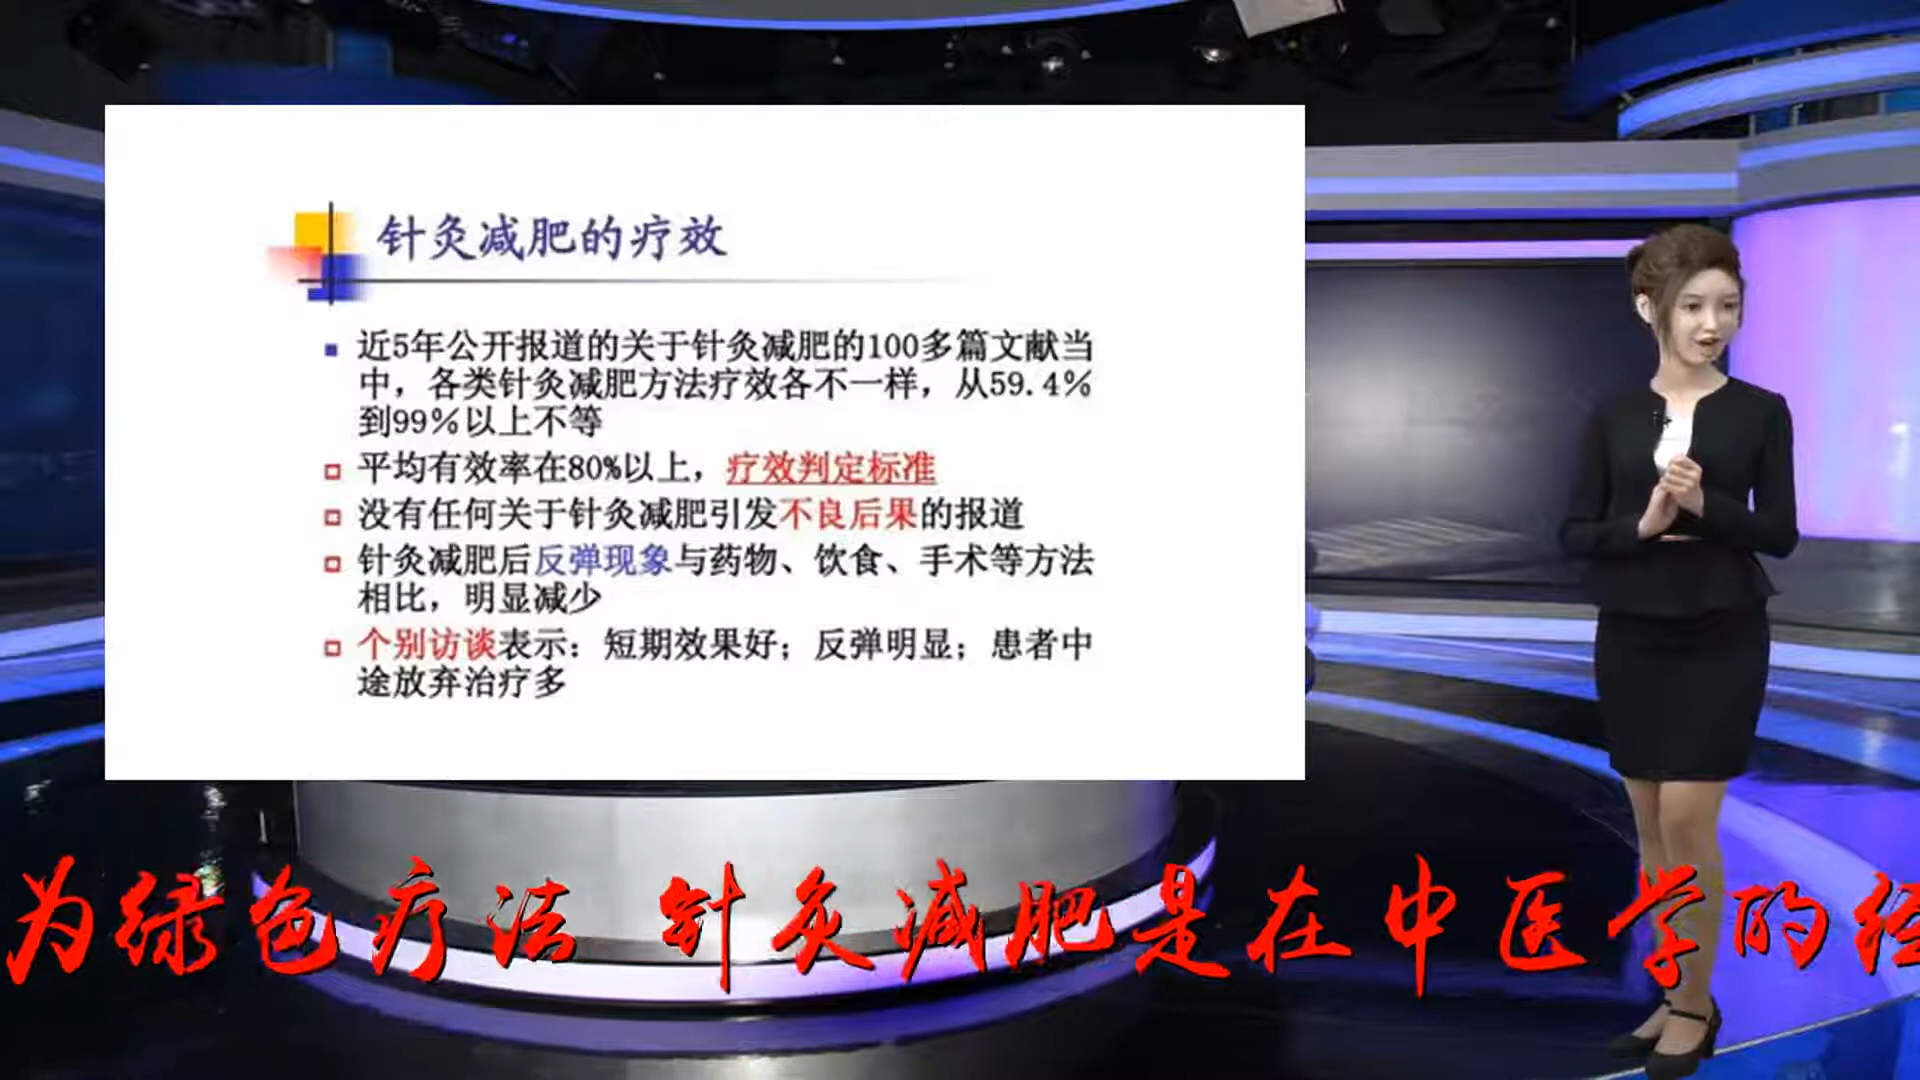 针灸减肥的疗效
近5年公开报道的关于针灸减肥的100多篇文献当
中，各类针灸减肥方法疗效各不一样，从59.4%
到99%以上不等
平均有效率在80%以上，疗效判定标准
没有任何关于针灸减肥引发不良后果的报道
针灸减肥后反弹现象与药物、饮食、手术等方法
相比，明显减少
个别访谈表示：短期效果好；反弹明显；患者中
途放弃治疗多
为绿色疗法 针灸减肥是在中医学的经